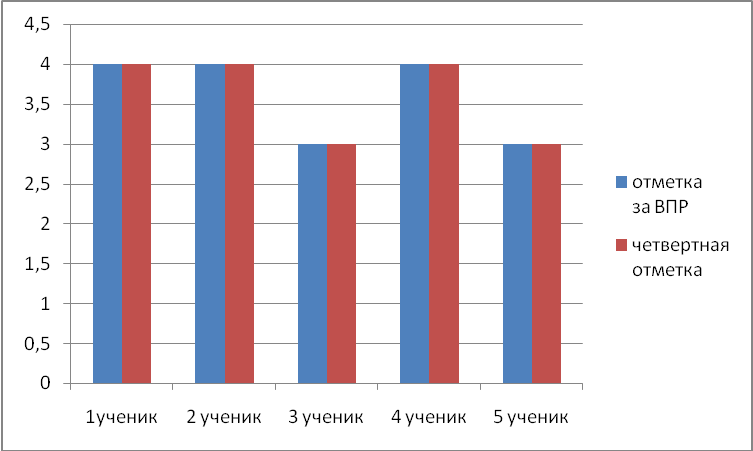 4,5
4
3,5
3
2,5
2
1,5
1
0,5
0
1ученик
2 ученик
3 ученик
4 ученик
5 ученик
отметка
за ВПР
четвертная
отметка